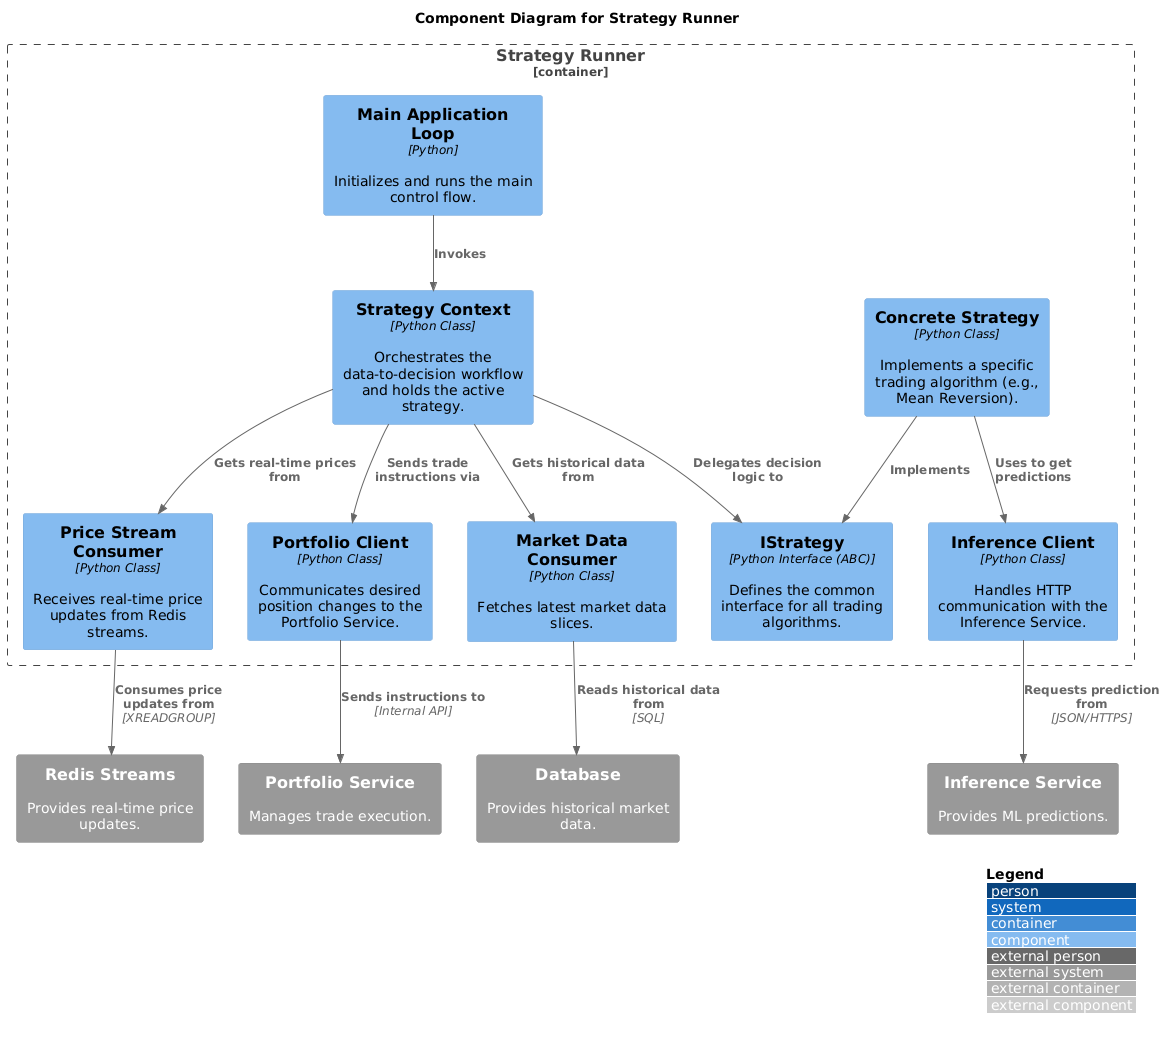 Component Diagram for Strategy Runner
Strategy Runner
[container]
Main Application
Loop
[Python]
Initializes and runs the main
control flow.
Invokes
Strategy Context
[Python Class]
Orchestrates the
data-to-decision workflow
and holds the active
strategy.
Concrete Strategy
[Python Class]
Implements a specific
trading algorithm (e.g.,
Mean Reversion).
Gets real-time prices
from
Sends trade
instructions via
Gets historical data
from
Delegates decision
logic to
Implements
Uses to get
predictions
Price Stream
Consumer
[Python Class]
Receives real-time price
updates from Redis
streams.
Portfolio Client
[Python Class]
Communicates desired
position changes to the
Portfolio Service.
Market Data
Consumer
[Python Class]
Fetches latest market data
slices.
IStrategy
[Python Interface (ABC)]
Defines the common
interface for all trading
algorithms.
Inference Client
[Python Class]
Handles HTTP
communication with the
Inference Service.
Consumes price
updates from
[XREADGROUP]
Sends instructions to
[Internal API]
Reads historical data
from
[SQL]
Requests prediction
from
[JSON/HTTPS]
Redis Streams
Provides real-time price
updates.
Portfolio Service
Manages trade execution.
Database
Provides historical market
data.
Inference Service
Provides ML predictions.
Legend
person
system
container
component
external person
external system
external container
external component